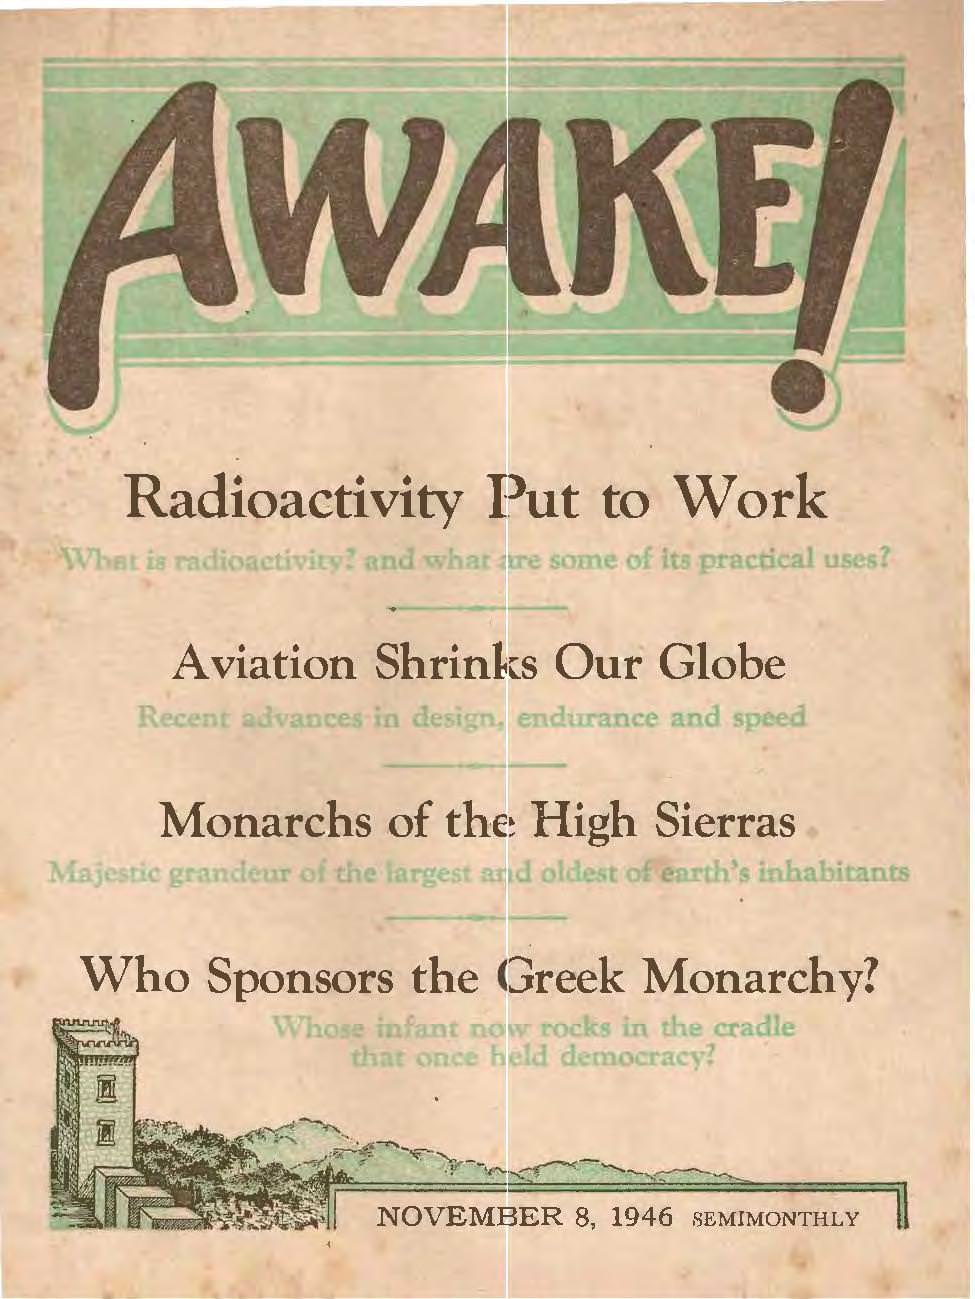 AWAKE!
Radioactivity Put to Work
What is radioactivity? and what are some of its practical uses?
Aviation Shrinks Our Globe
Recent advances in design, endurance and speed
Monarchs of the High Sierras
Majestic grandeur of the largest and oldest of earth's inhabitants
Who Sponsors the Greek Monarchy?
Whose infant now rocks in the cradle
that once held democracy?
NOVEMBER 8, 1946 SEMIMONTHLY